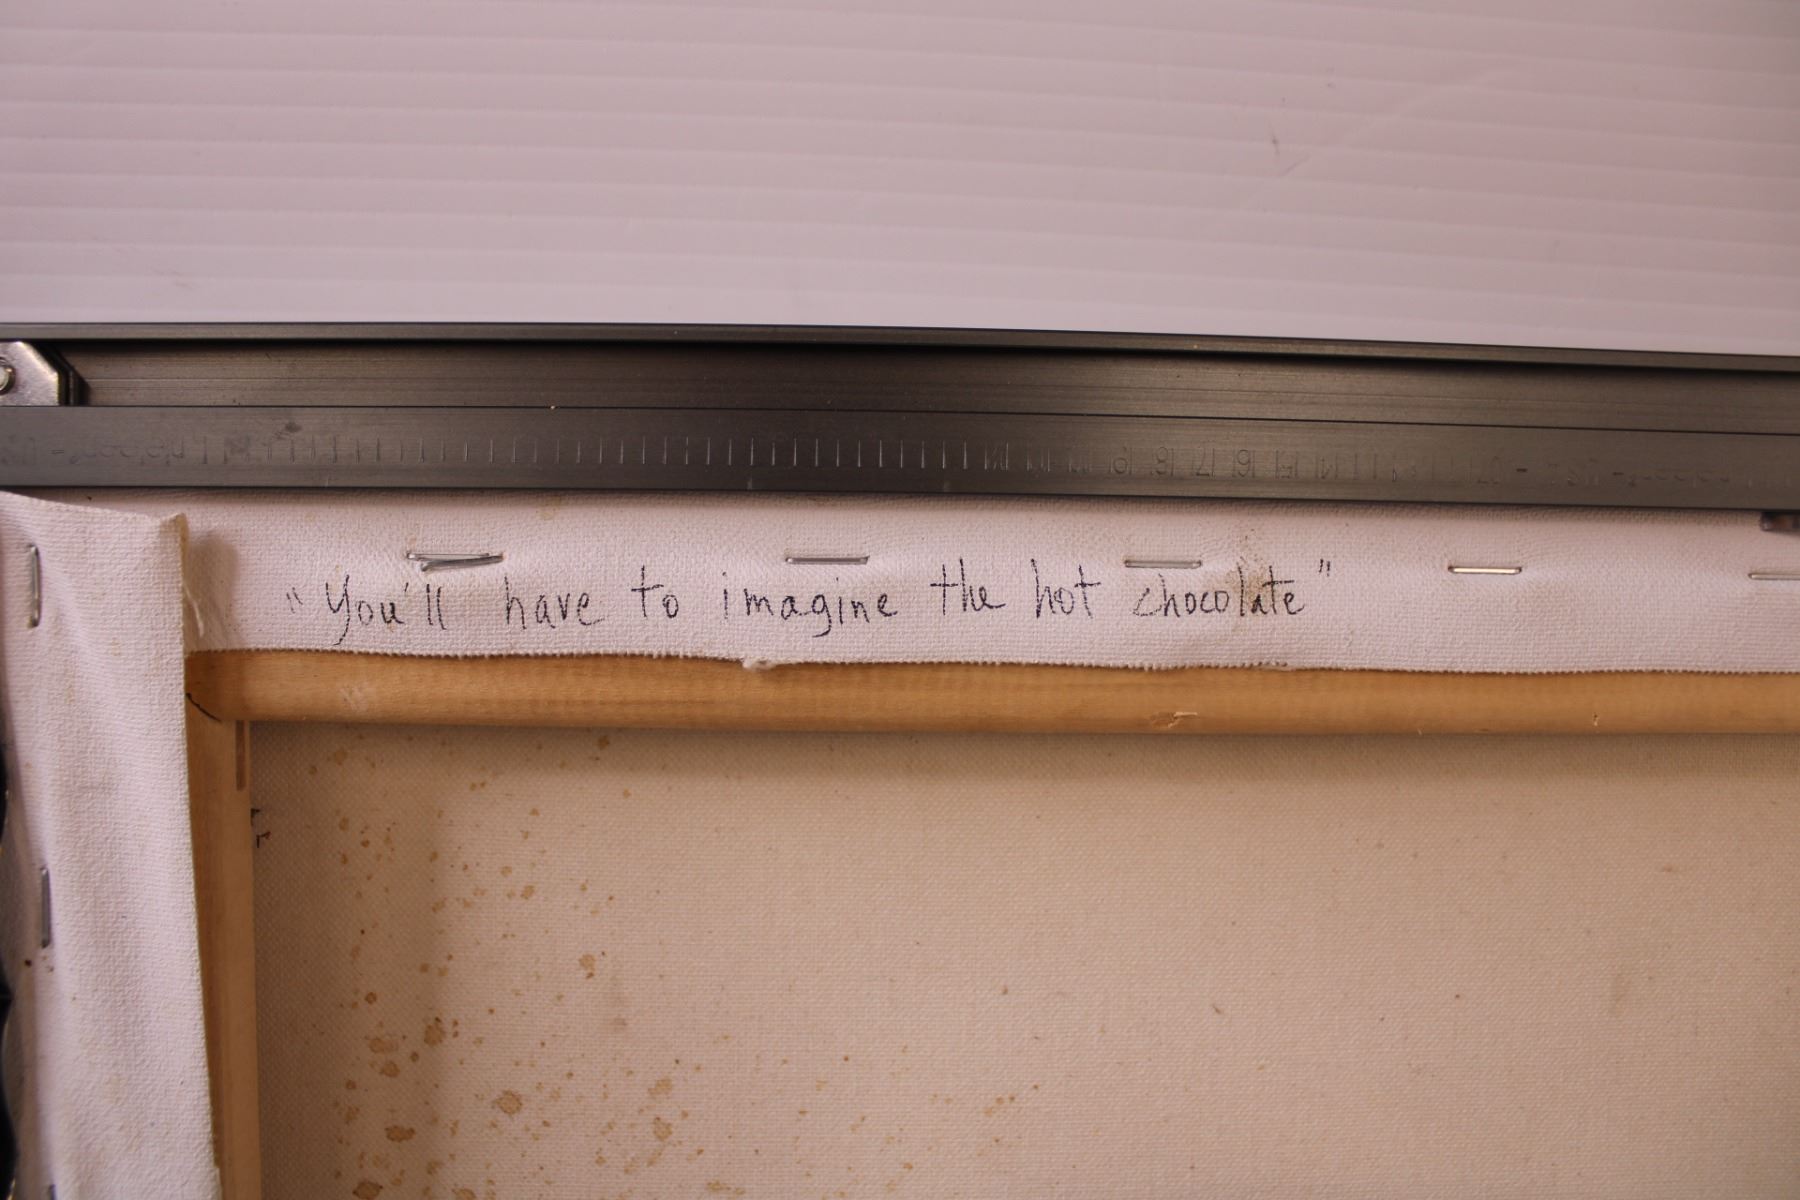 "You'll have to imagine the hot chocolate"